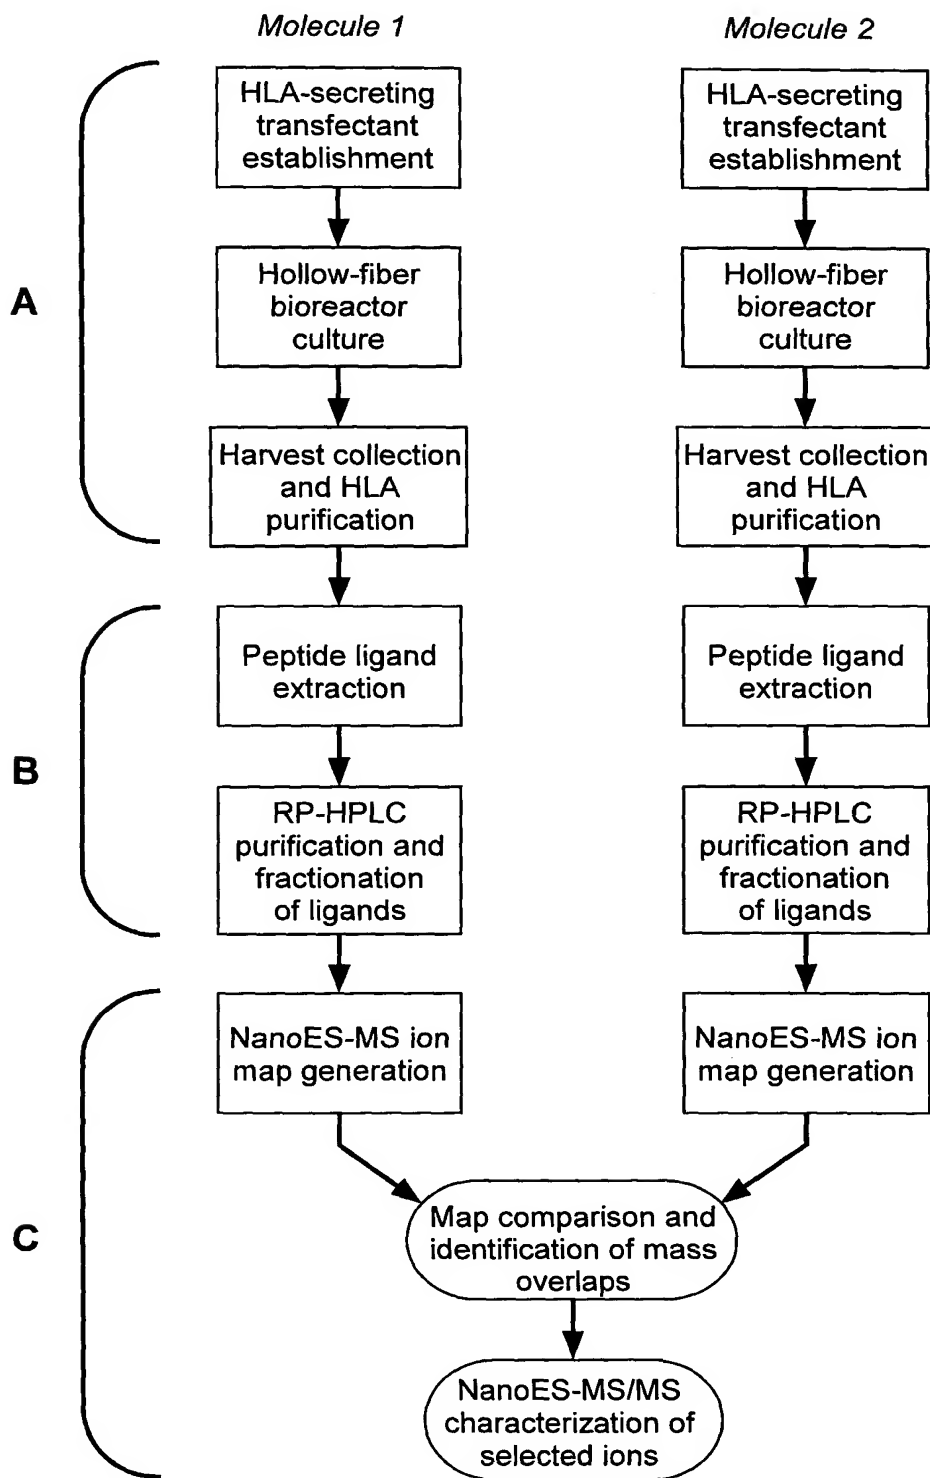 Molecule 1
HLA-secreting
transfectant
establishment
Hollow-fiber
bioreactor
culture
Harvest collection
and HLA
purification
A
Molecule 2
HLA-secreting
transfectant
establishment
Hollow-fiber
bioreactor
culture
Harvest collection
and HLA
purification
B
Peptide ligand
extraction
RP-HPLC
purification and
fractionation
of ligands
Peptide ligand
extraction
RP-HPLC
purification and
fractionation
of ligands
C
NanoES-MS ion
map generation
NanoES-MS ion
map generation
Map comparison and
identification of mass
overlaps
NanoES-MS/MS
characterization of
selected ions